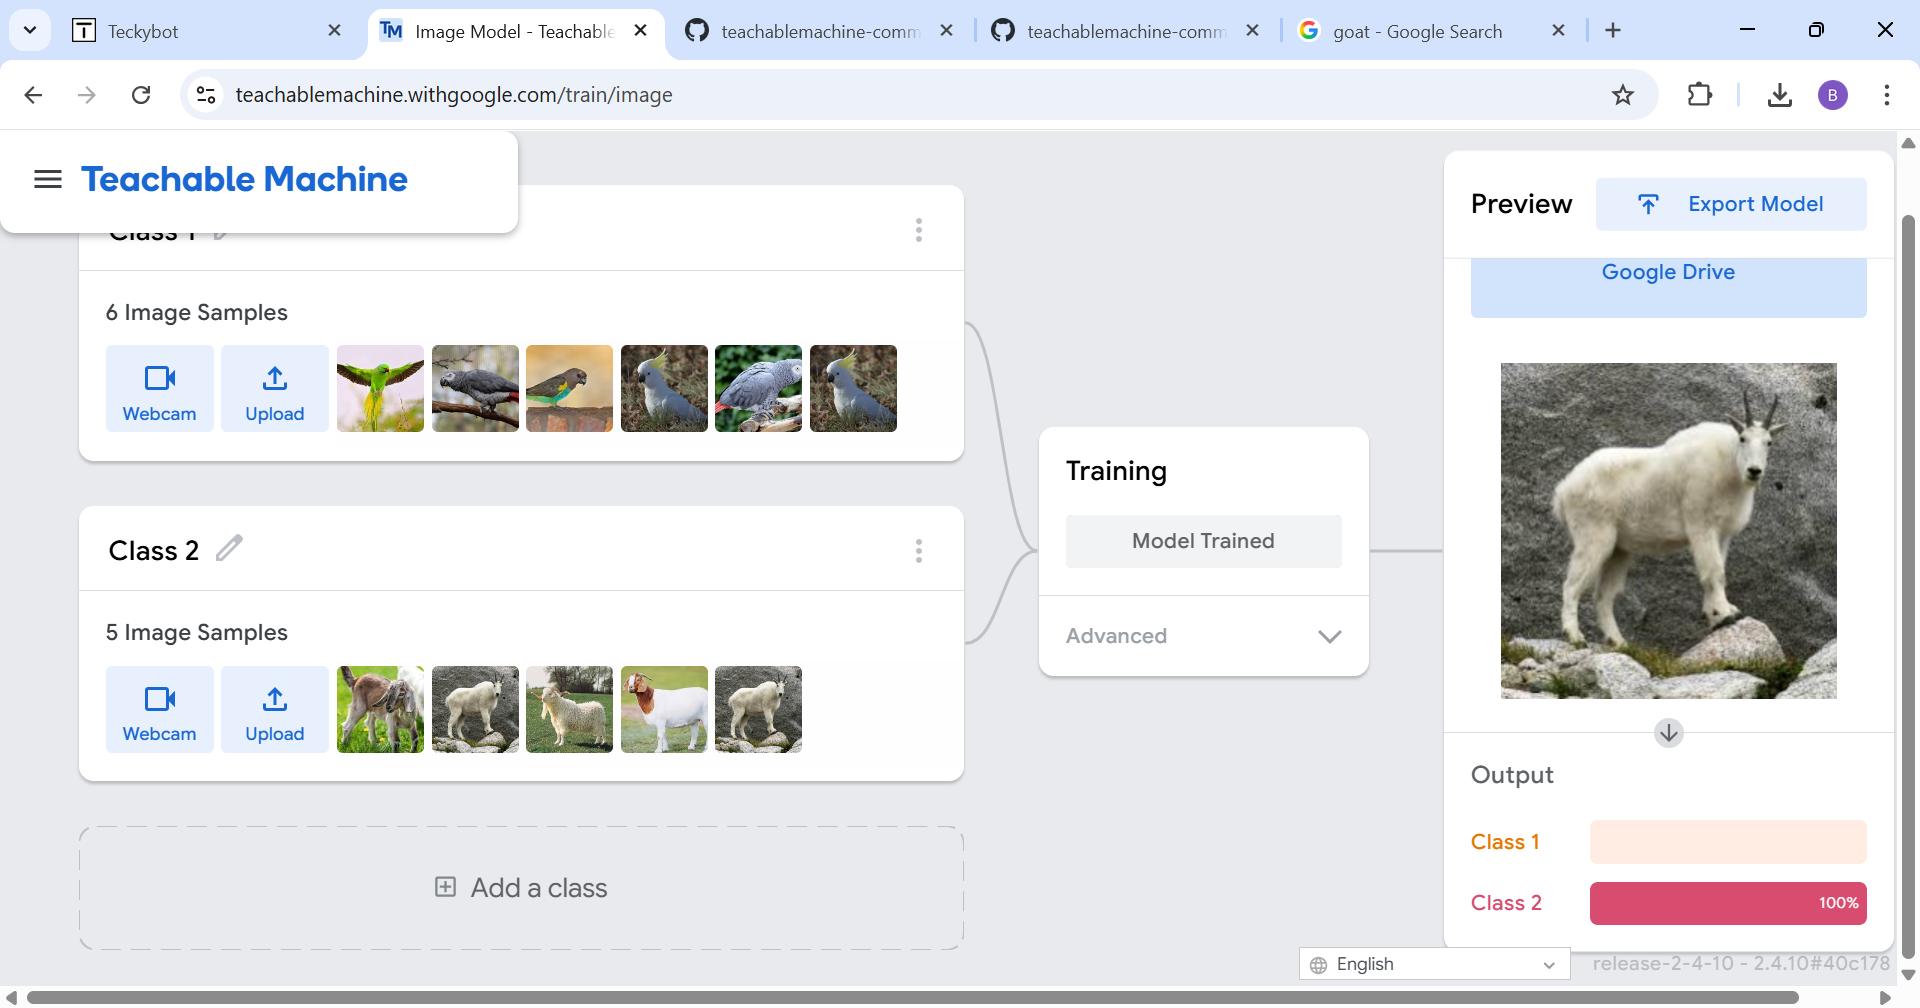 Teckybot
Image Model - Teachable
teachablemachine-comm
teachablemachine-comm
goat - Google Search
teachablemachine.withgoogle.com/train/image
B
Teachable Machine
Class 1
6 Image Samples
Webcam
Upload
Class 2
5 Image Samples
Webcam
Upload
Add a class
Training
Model Trained
Advanced
Preview
Export Model
Google Drive
Output
Class 1
Class 2
100%
English
release-2-4-10 - 2.4.10#40c178